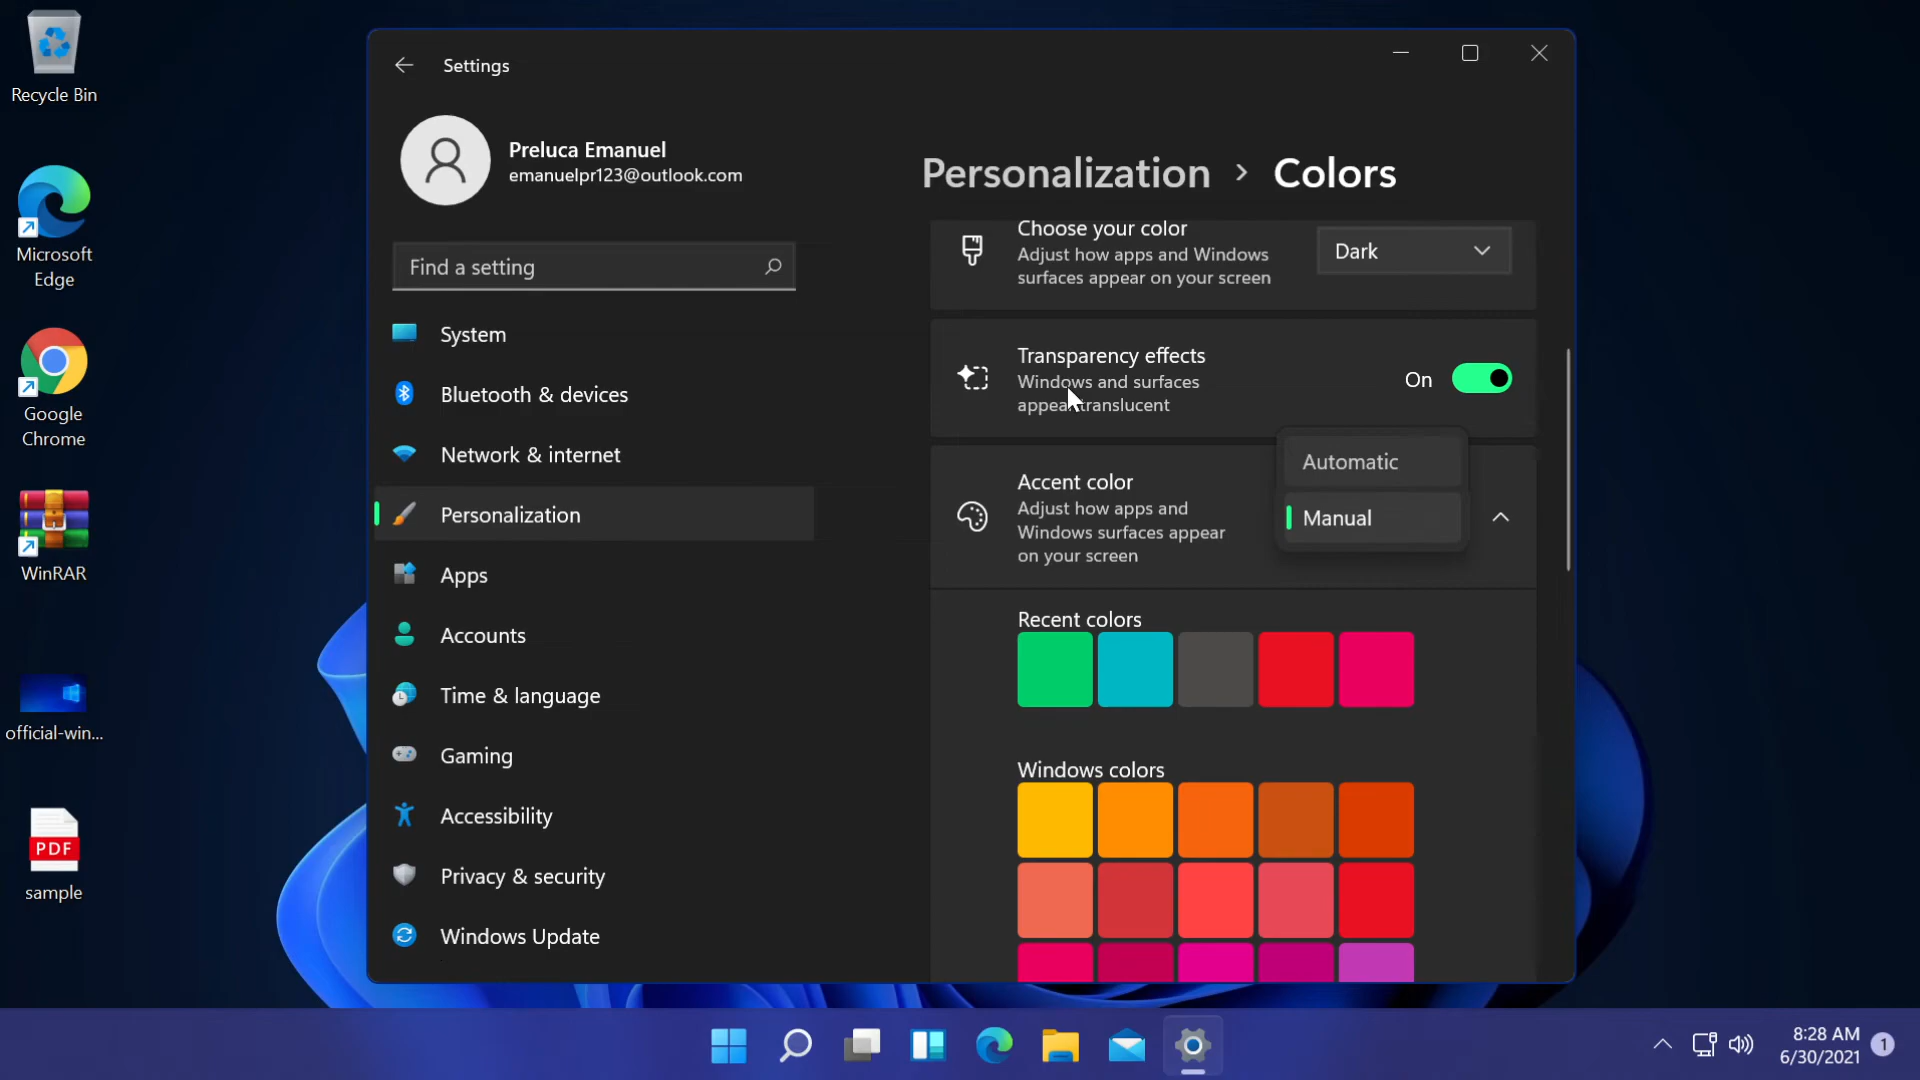 Recycle Bin
Microsoft
Edge
Google
Chrome
WinRAR
official-win...
PDF
sample
Settings
Preluca Emanuel
emanuelpr123@outlook.com
Find a setting
System
Bluetooth & devices
Network & internet
Personalization
Apps
Accounts
Time & language
Gaming
Accessibility
Privacy & security
Windows Update
Personalization > Colors
Choose your color
Adjust how apps and Windows
surfaces appear on your screen
Dark
Transparency effects
Windows and surfaces
appear translucent
On
Accent color
Adjust how apps and
Windows surfaces appear
on your screen
Automatic
Manual
Recent colors
Windows colors
8:28 AM
6/30/2021
1